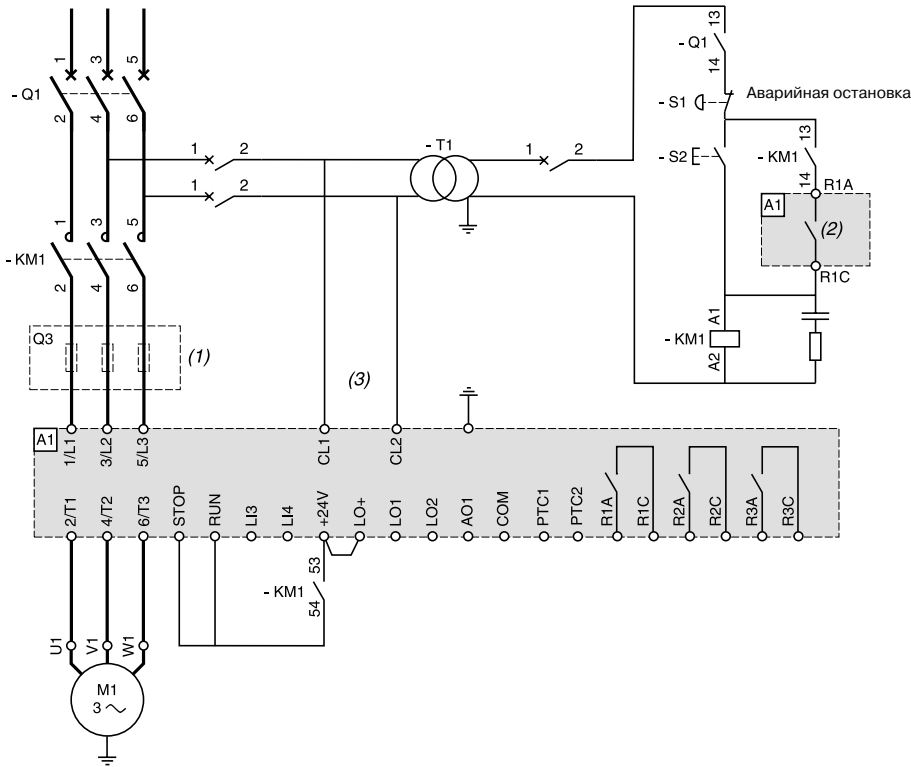 1
3
5
- Q1
2
4
6
1
2
1
2
- T1
1
2
13
- Q1
14
- S1
Аварийная остановка
- S2
13
- KM1
14
R1A
A1
(2)
R1C
1
3
5
- KM1
2
4
6
Q3
(1)
(3)
A1
- KM1
A2
A1
1/L1
3/L2
5/L3
CL1
CL2
2/T1
4/T2
6/T3
STOP
RUN
LI3
LI4
+24V
LO+
LO1
LO2
AO1
COM
PTC1
PTC2
R1A
R1C
R2A
R2C
R3A
R3C
53
- KM1
54
U1
V1
W1
M1
3